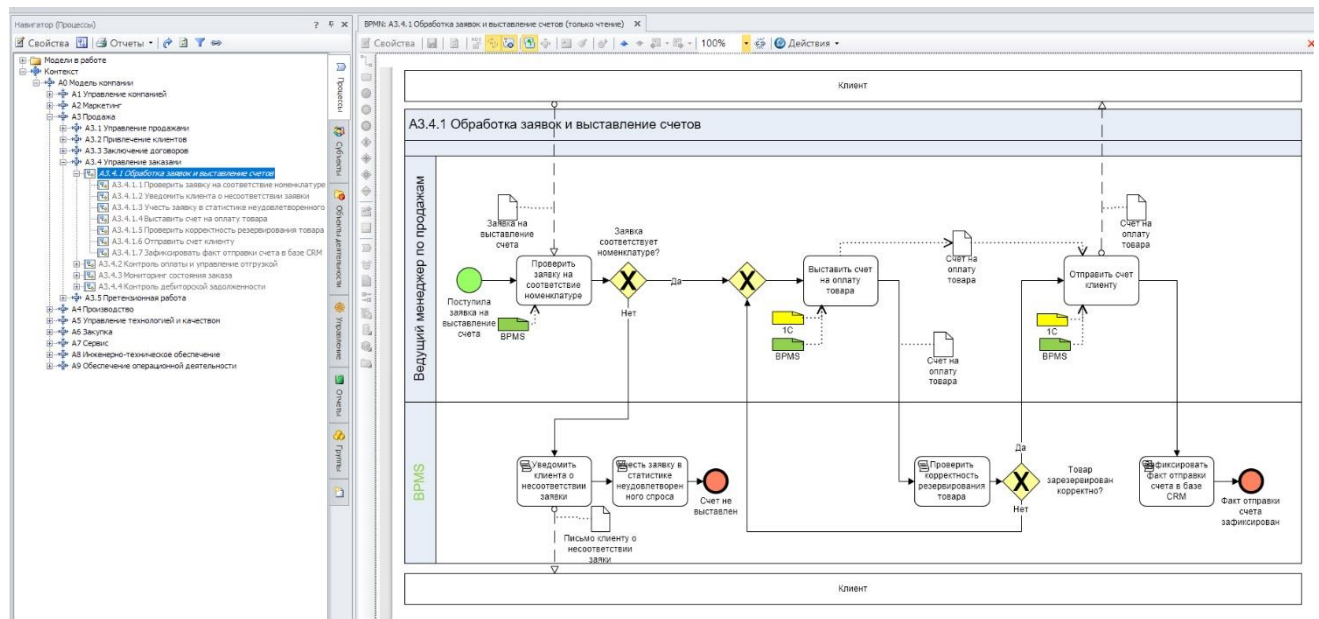 Навигатор (Процессы)
Свойства
Отчеты
Модели в работе
Контекст
A0 Модель компании
A1 Управление компанией
A2 Маркетинг
A3 Продажа
A3.1 Управление продажами
A3.2 Привлечение клиентов
A3.3 Заключение договоров
A3.4 Управление заказами
A3.4.1 Обработка заявок и выставление счетов
A3.4.1.1 Проверить заявку на соответствие номенклатуре
A3.4.1.2 Уведомить клиента о несоответствии заявки
A3.4.1.3 Учесть заявку в статистике неудовлетворенного
A3.4.1.4 Выставить счет на оплату товара
A3.4.1.5 Проверить корректность резервирования товара
A3.4.1.6 Отправить счет клиенту
A3.4.1.7 Зафиксировать факт отправки счета в базе CRM
A3.4.2 Контроль оплаты и управление отгрузкой
A3.4.3 Мониторинг состояния заказа
A3.4.4 Контроль дебиторской задолженности
A3.5 Претензионная работа
A4 Производство
A5 Управление технологией и качеством
A6 Закупка
A7 Сервис
A8 Инженерно-техническое обеспечение
A9 Обеспечение операционной деятельности
Процессы
Субъекты
Объекты деятельности
Управление
Отчеты
Группы
BPMN: A3.4.1 Обработка заявок и выставление счетов (только чтение)
Свойства
100%
Действия
Клиент
A3.4.1 Обработка заявок и выставление счетов
Ведущий менеджер по продажам
Поступила
заявка на
выставление
счета
Заявка на
выставление
счета
Проверить
заявку на
соответствие
номенклатуре
BPMS
Заявка
соответствует
номенклатуре?
Да
Нет
Выставить счет
на оплату
товара
1С
BPMS
Счет на
оплату
товара
Счет на
оплату
товара
Отправить счет
клиенту
1С
BPMS
Счет на
оплату
товара
BPMS
Уведомить
клиента о
несоответствии
заявки
Письмо клиенту о
несоответствии
заяки
Учесть заявку в
статистике
неудовлетворен
ного спроса
Счет не
выставлен
Проверить
корректность
резервирования
товара
Да
Нет
Товар
зарезервирован
корректно?
Зафиксировать
факт отправки
счета в базе
CRM
Факт отправки
счета
зафиксирован
Клиент